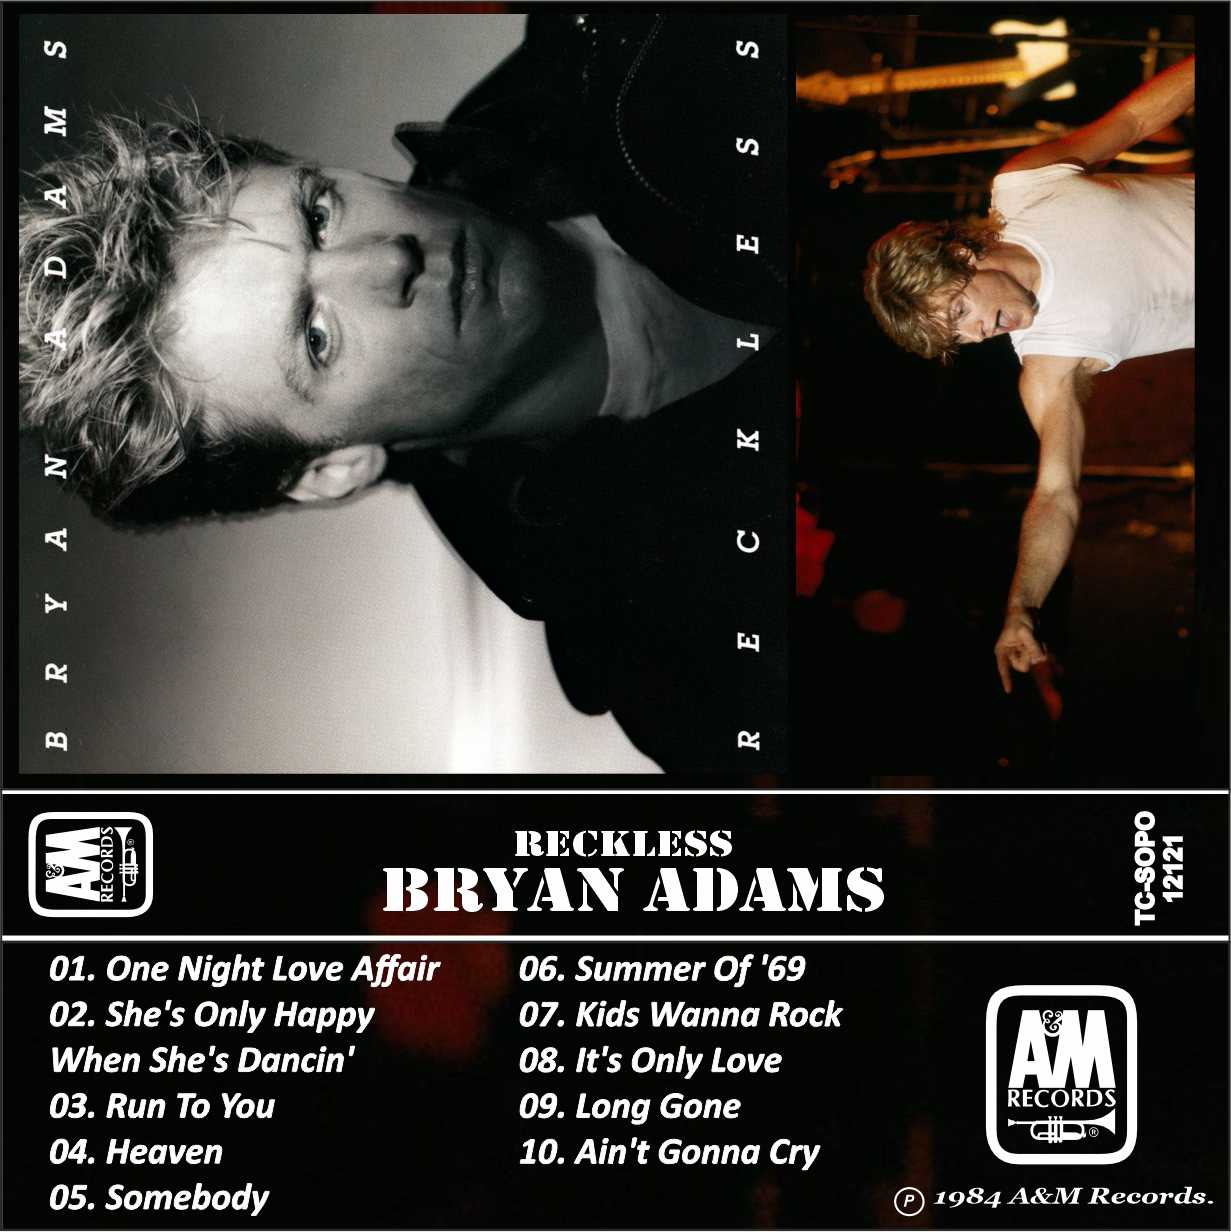 BRYAN ADAMS
RECKLESS
A&M
RECORDS
®
RECKLESS
BRYAN ADAMS
TC-SOPO
12121
01. One Night Love Affair
02. She's Only Happy
When She's Dancin'
03. Run To You
04. Heaven
05. Somebody
06. Summer Of '69
07. Kids Wanna Rock
08. It's Only Love
09. Long Gone
10. Ain't Gonna Cry
A&M
RECORDS
®
℗ 1984 A&M Records.